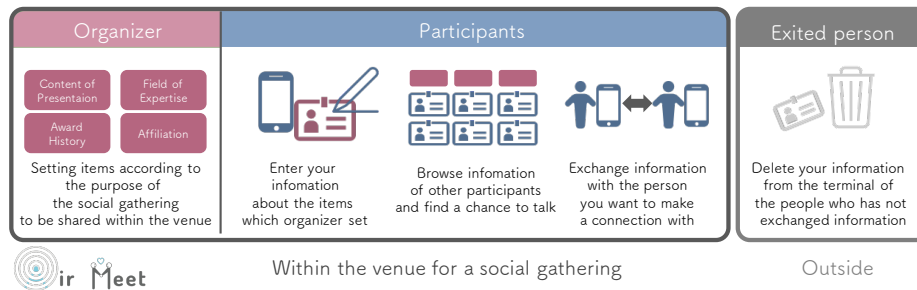 Organizer
Participants
Exited person
Content of
Presentaion
Field of
Expertise
Award
History
Affiliation
Setting items according to
the purpose of
the social gathering
to be shared within the venue
Enter your
infomation
about the items
which organizer set
Browse infomation
of other participants
and find a chance to talk
Exchange information
with the person
you want to make
a connection with
Delete your information
from the terminal of
the people who has not
exchanged information
ir Meet
Within the venue for a social gathering
Outside